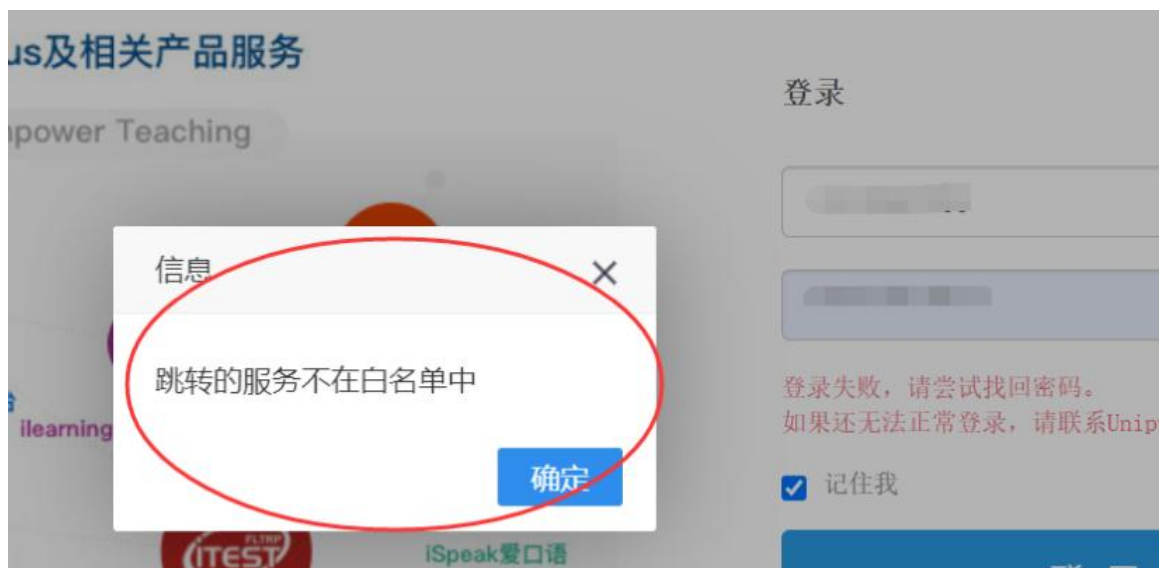 us及相关产品服务
power Teaching
登录
信息
跳转的服务不在白名单中
确定
登录失败，请尝试找回密码。
如果还无法正常登录，请联系Unip
记住我
ilearning
iTEST
FLTRP
iSpeak爱口语